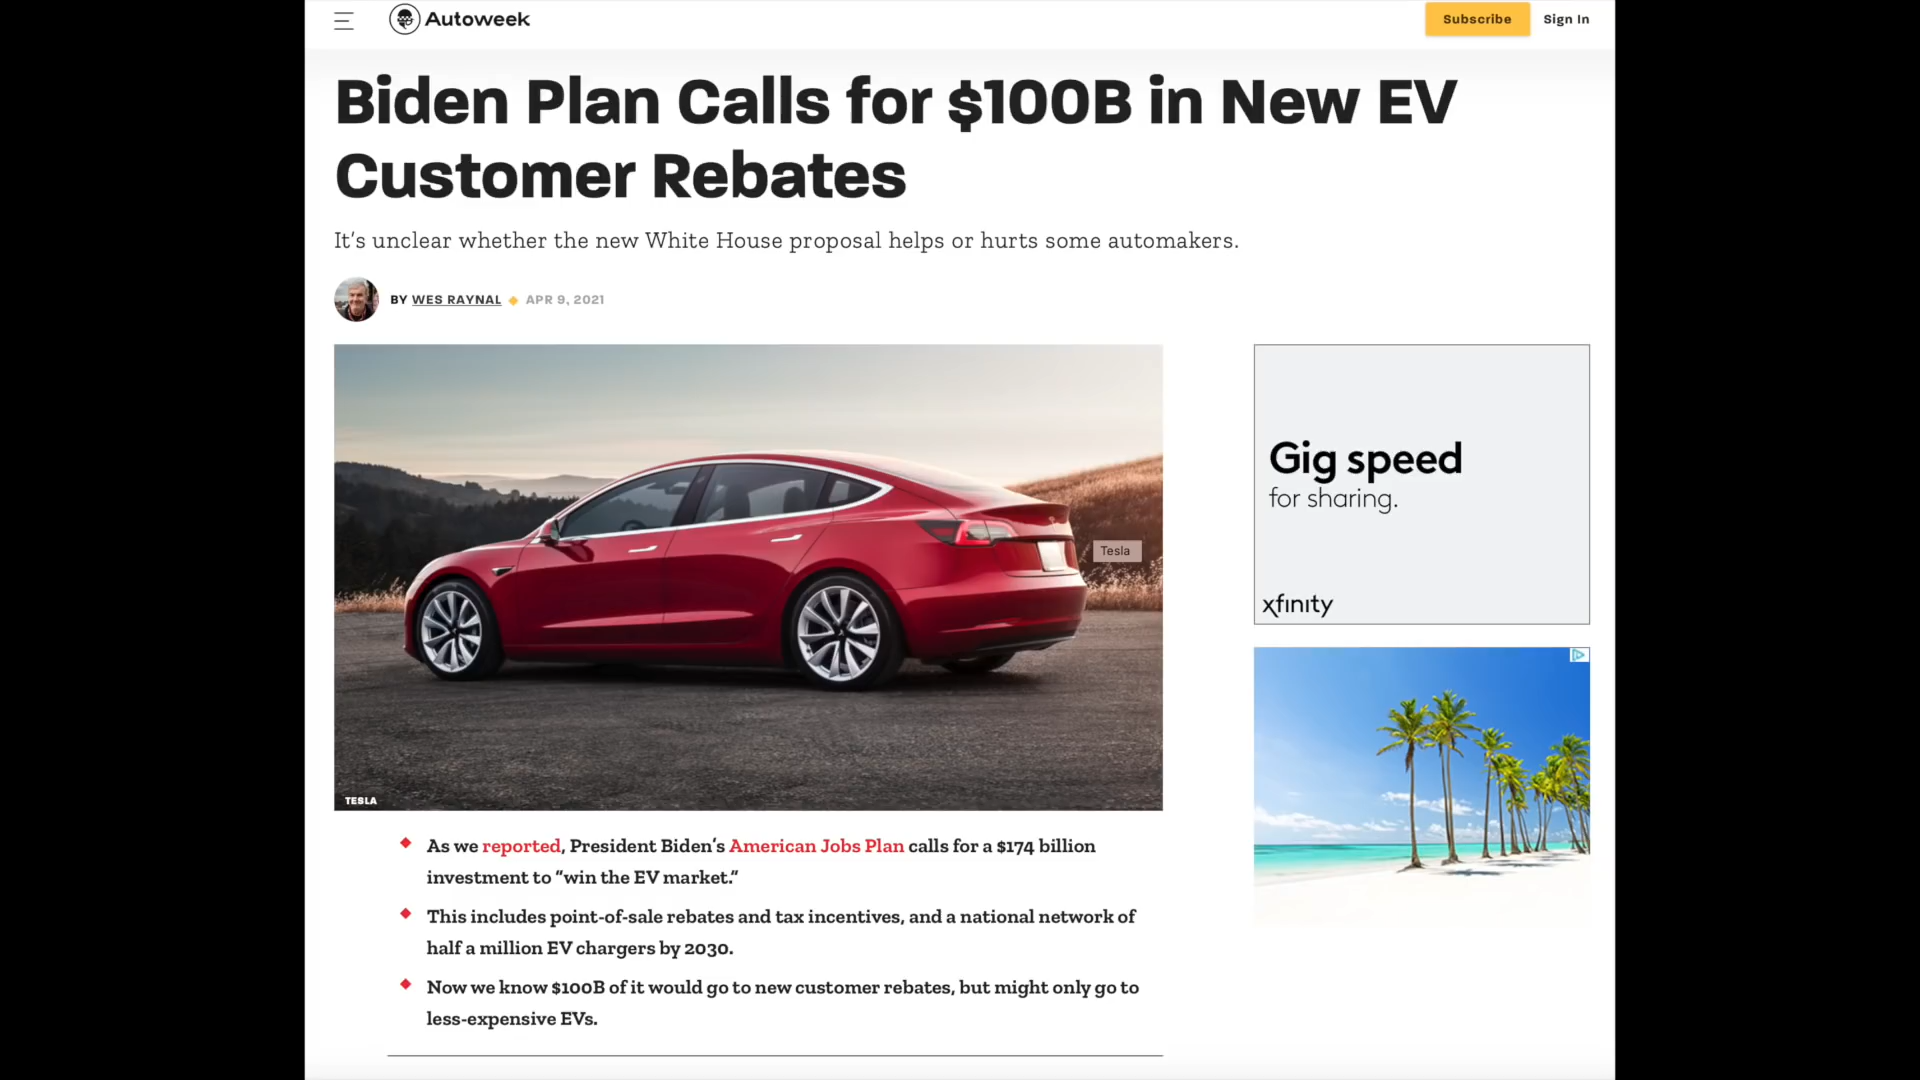 Autoweek
Subscribe
Sign In
Biden Plan Calls for $100B in New EV
Customer Rebates
It’s unclear whether the new White House proposal helps or hurts some automakers.
BY WES RAYNAL ◆ APR 9, 2021
Tesla
TESLA
Gig speed
for sharing.
xfinity
As we reported, President Biden’s American Jobs Plan calls for a $174 billion
investment to “win the EV market.“
This includes point-of-sale rebates and tax incentives, and a national network of
half a million EV chargers by 2030.
Now we know $100B of it would go to new customer rebates, but might only go to
less-expensive EVs.